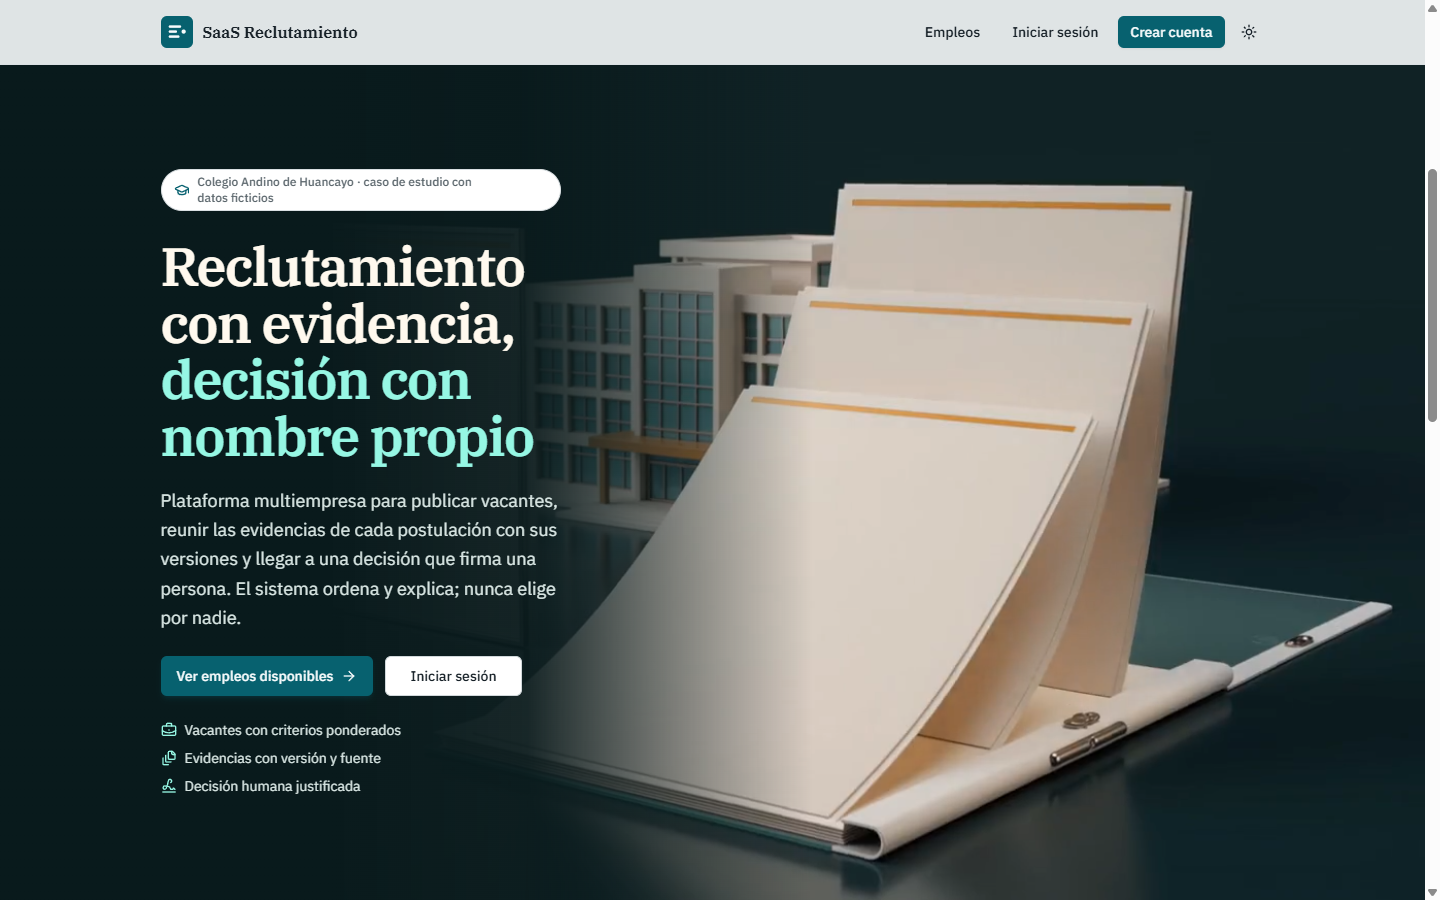 SaaS Reclutamiento
Empleos
Iniciar sesión
Crear cuenta
Colegio Andino de Huancayo · caso de estudio con
datos ficticios
Reclutamiento
con evidencia,
decisión con
nombre propio
Plataforma multiempresa para publicar vacantes,
reunir las evidencias de cada postulación con sus
versiones y llegar a una decisión que firma una
persona. El sistema ordena y explica; nunca elige
por nadie.
Ver empleos disponibles
Iniciar sesión
Vacantes con criterios ponderados
Evidencias con versión y fuente
Decisión humana justificada